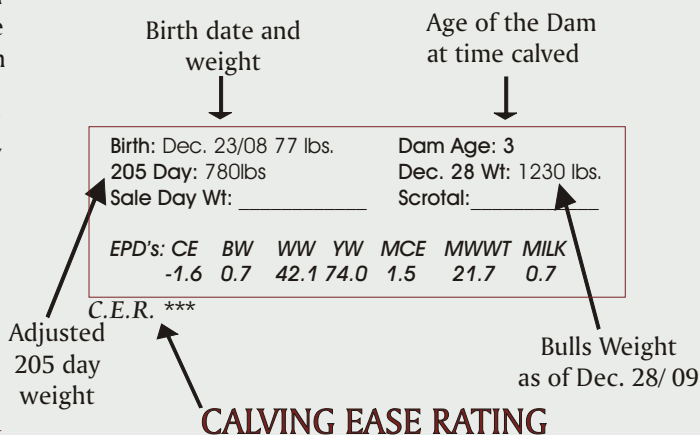 Birth date and
weight
Age of the Dam
at time calved
Birth: Dec. 23/08 77 lbs.
Dam Age: 3
205 Day: 780lbs
Dec. 28 Wt: 1230 lbs.
Sale Day Wt: ____________
Scrotal:____________
EPD's: CE BW WW YW MCE MWWT MILK
-1.6 0.7 42.1 74.0 1.5 21.7 0.7
C.E.R. ***
Adjusted
205 day
weight
Bulls Weight
as of Dec. 28/ 09
CALVING EASE RATING